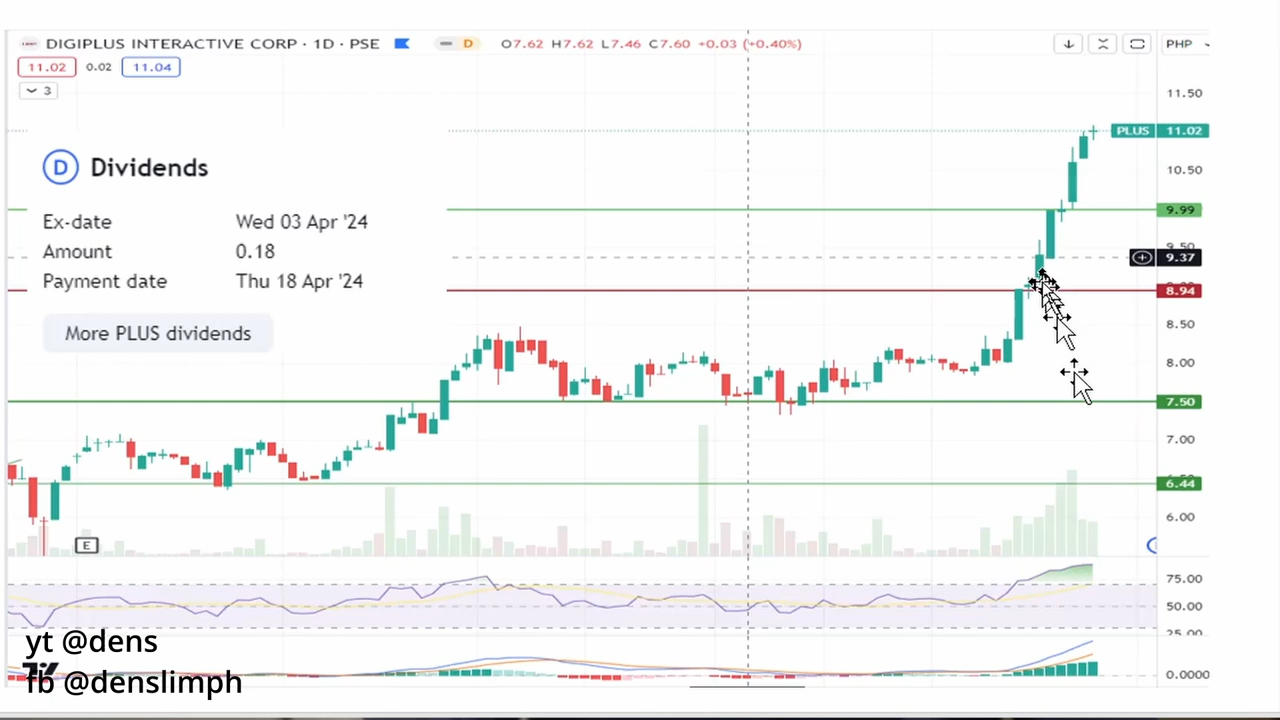 DIGIPLUS INTERACTIVE CORP · 1D · PSE D O7.62 H7.62 L7.46 C7.60 +0.03 (+0.40%) PHP
11.02 0.02 11.04
3
11.50
PLUS 11.02
D Dividends
10.50
Ex-date Wed 03 Apr '24
9.99
Amount 0.18
9.50
9.37
Payment date Thu 18 Apr '24
8.94
More PLUS dividends
8.50
8.00
7.50
7.00
6.44
6.00
E
75.00
50.00
25.00
yt @dens
0.0000
fb @denslimph